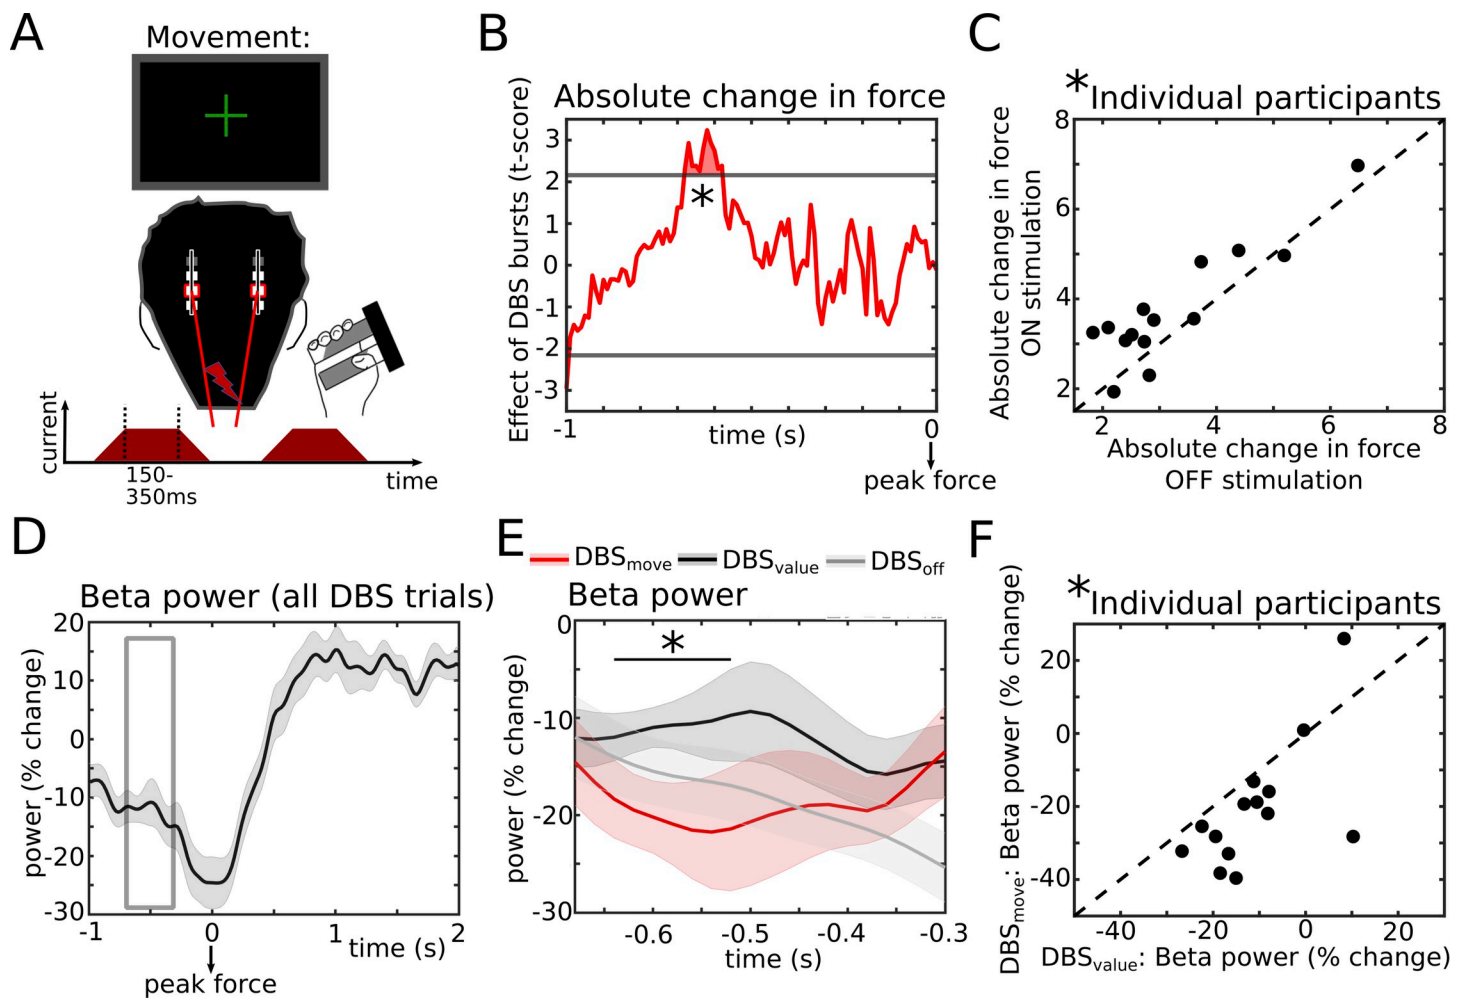 A
Movement:
current
150-
350ms
time
B
Absolute change in force
Effect of DBS bursts (t-score)
3
2
1
0
-1
-2
-3
-1
time (s)
0
peak force
C
*
Individual participants
Absolute change in force
ON stimulation
8
6
4
2
2
4
6
8
Absolute change in force
OFF stimulation
*
D
Beta power (all DBS trials)
power (% change)
20
10
0
-10
-20
-30
-1
0
1
time (s)
2
peak force
E
DBSmove
DBSvalue
DBSoff
Beta power
*
power (% change)
0
-10
-20
-30
-0.6
-0.5
-0.4
-0.3
time (s)
F
*
Individual participants
DBSmove: Beta power (% change)
20
0
-20
-40
-40
-20
0
20
DBSvalue: Beta power (% change)